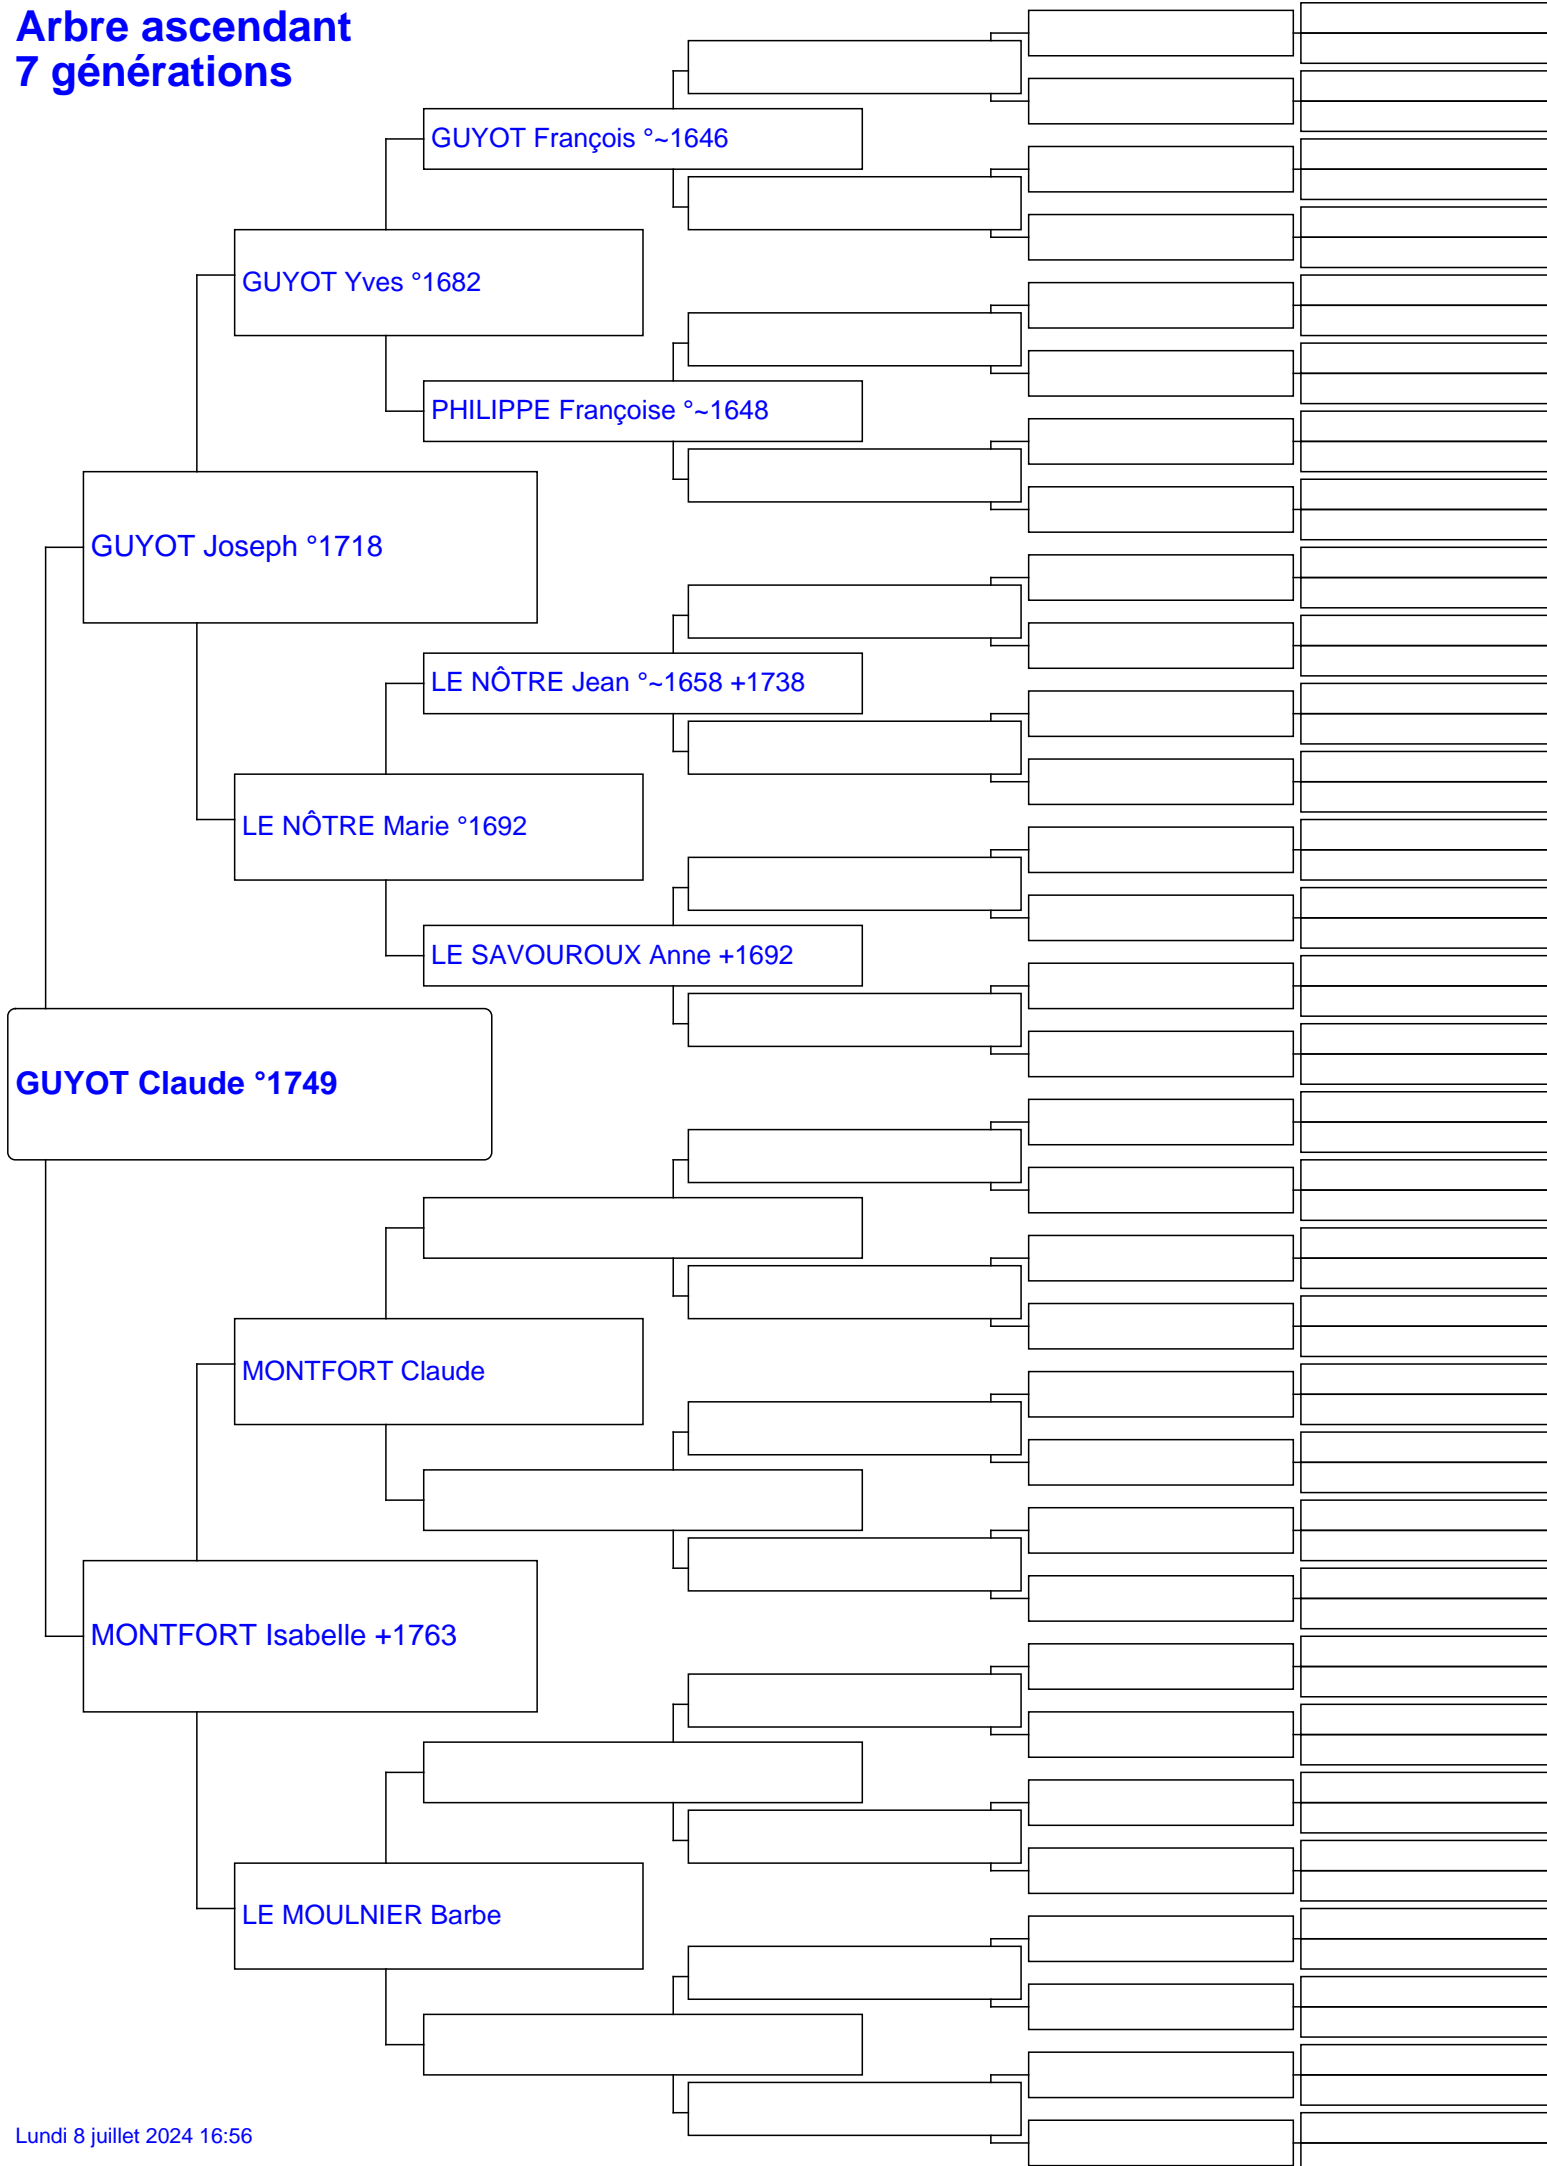 Arbre ascendant
7 générations
GUYOT François °~1646
GUYOT Yves °1682
PHILIPPE Françoise °~1648
GUYOT Joseph °1718
LE NÔTRE Jean °~1658 +1738
LE NÔTRE Marie °1692
LE SAVOUROUX Anne +1692
GUYOT Claude °1749
MONTFORT Claude
MONTFORT Isabelle +1763
LE MOULNIER Barbe
Lundi 8 juillet 2024 16:56